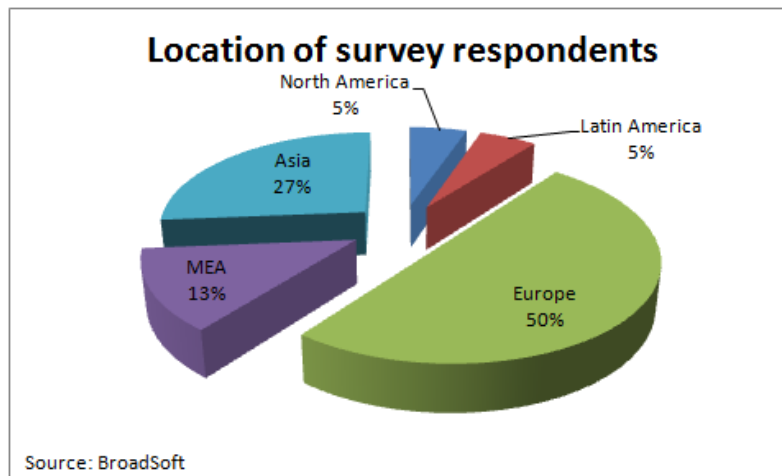 Location of survey respondents
North America
5%
Latin America
5%
Asia
27%
MEA
13%
Europe
50%
Source: BroadSoft